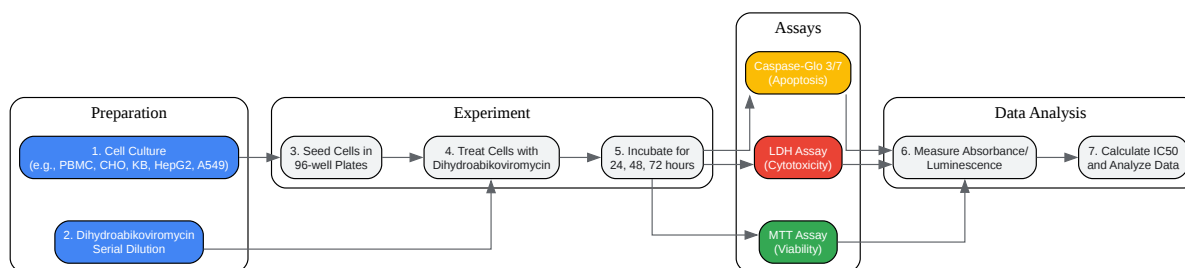 Preparation
1. Cell Culture
(e.g., PBMC, CHO, KB, HepG2, A549)
2. Dihydroabikoviromycin
Serial Dilution
Experiment
3. Seed Cells in
96-well Plates
4. Treat Cells with
Dihydroabikoviromycin
5. Incubate for
24, 48, 72 hours
Assays
Caspase-Glo 3/7
(Apoptosis)
LDH Assay
(Cytotoxicity)
MTT Assay
(Viability)
Data Analysis
6. Measure Absorbance/
Luminescence
7. Calculate IC50
and Analyze Data